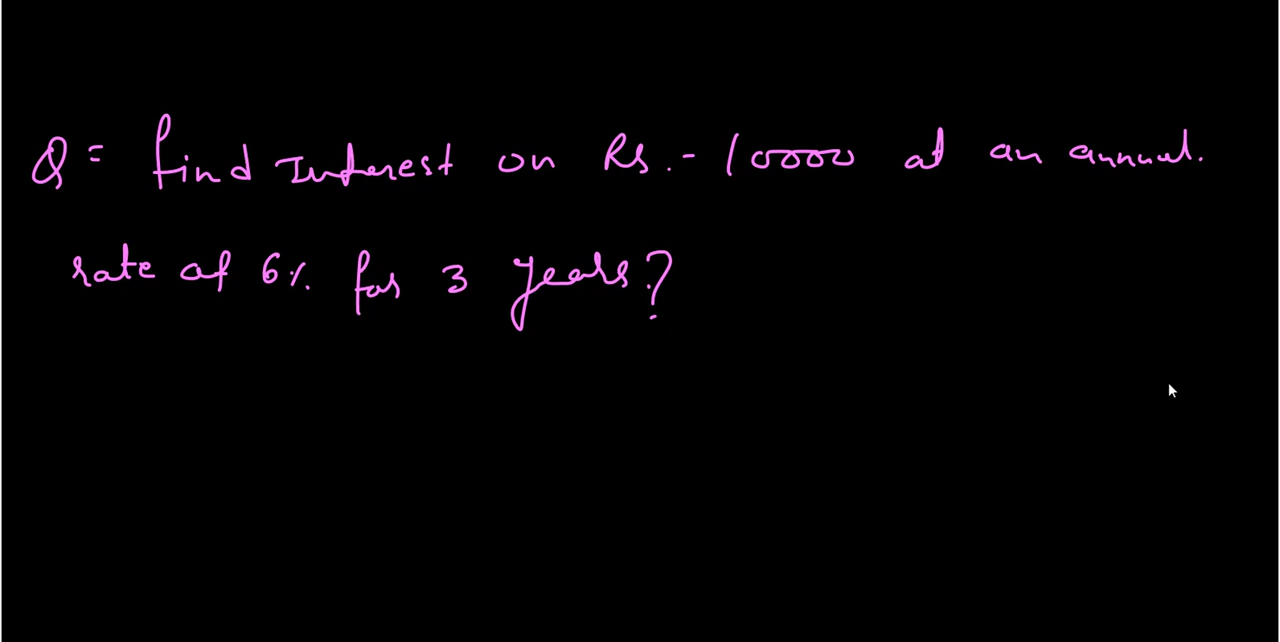 Q = find Interest on Rs. - 10000 at an annual.
rate of 6% for 3 years?